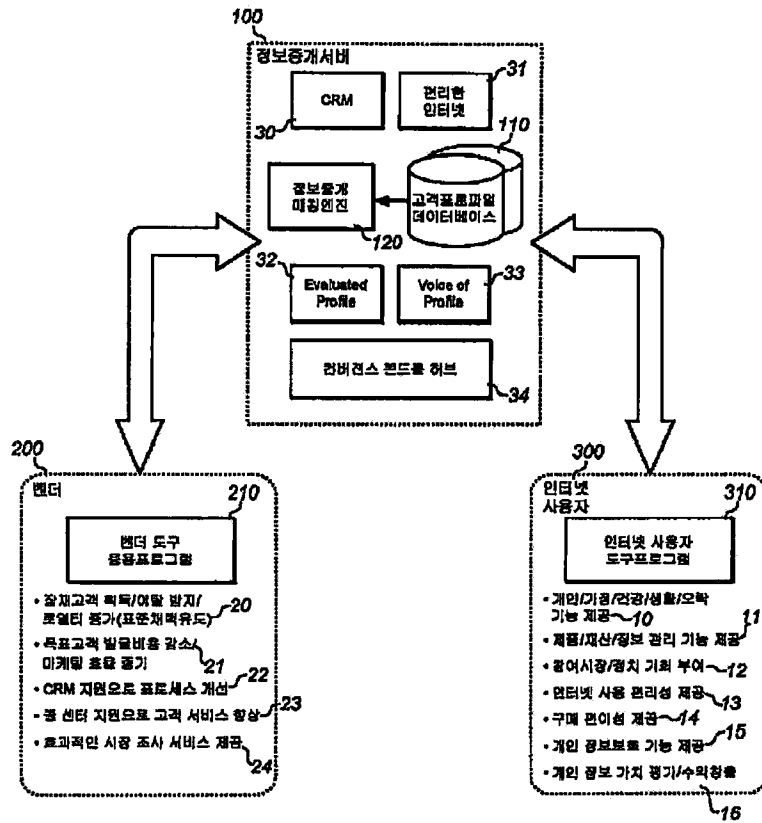 100
정보중개서버
CRM
30
편리한
인터넷
31
110
정보중개
매칭엔진
120
고객프로파일
데이터베이스
32
Evaluated
Profile
Voice of
Profile
33
컨버전스 콘트롤 허브
34
200
벤더
210
벤더 도구
응용프로그램
• 잠재고객 획득/이탈 방지/
로열티 증가(표준채택유도)
20
• 목표고객 발굴비용 감소/
마케팅 효율 증가
21
• CRM 지원으로 프로세스 개선
22
• 콜 센터 지원으로 고객 서비스 향상
23
• 효과적인 시장 조사 서비스 제공
24
300
인터넷
사용자
310
인터넷 사용자
도구프로그램
• 개인/가정/건강/생활/오락
기능 제공
10
• 제품/재산/정보 관리 기능 제공
11
• 참여시장/정치 기회 부여
12
• 인터넷 사용 편리성 제공
13
• 구매 편이성 제공
14
• 개인 정보보호 기능 제공
15
• 개인 정보 가치 평가/수익창출
16